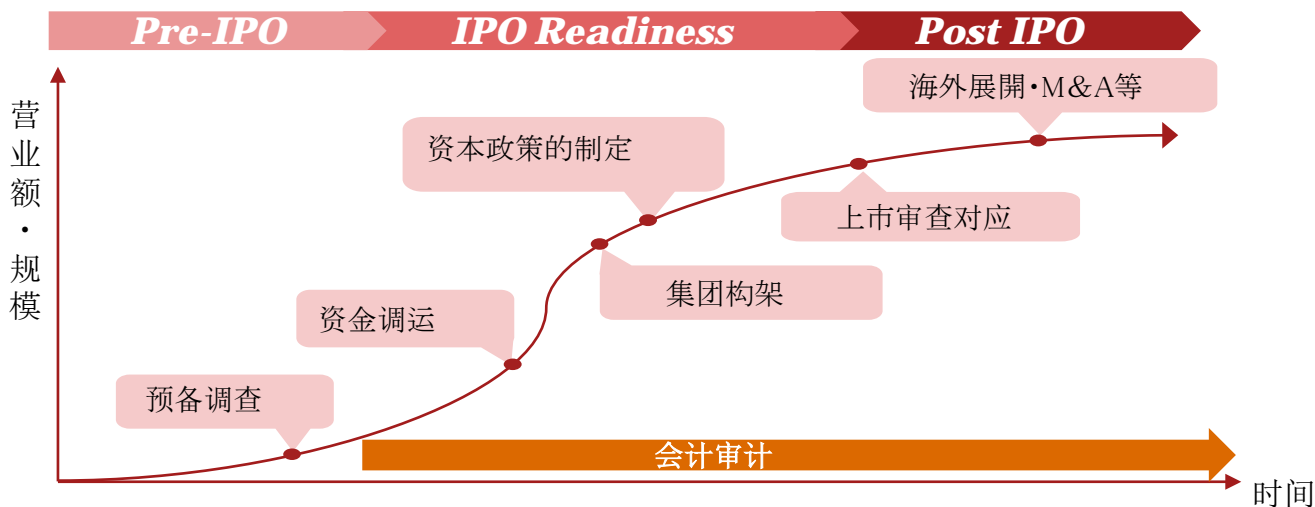 Pre-IPO
IPO Readiness
Post IPO
海外展開・M&A等
营业额・规模
资本政策的制定
上市审查对应
集团构架
资金调运
预备调查
会计审计
时间